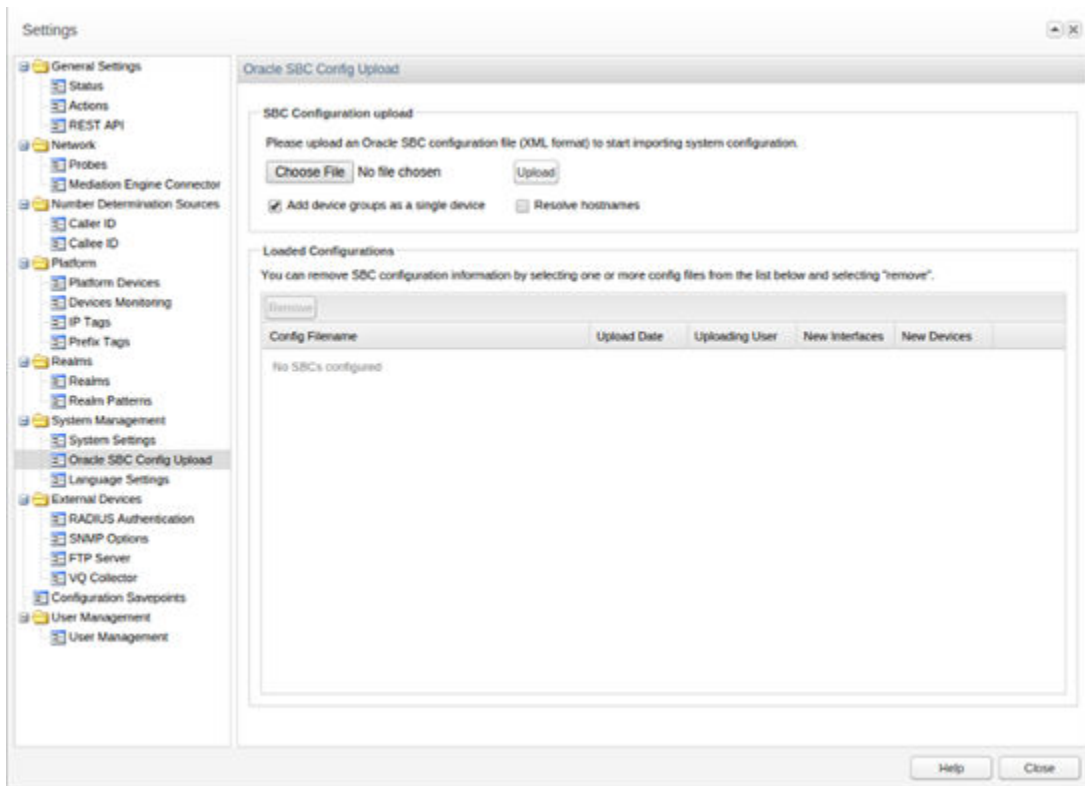 Settings
General Settings
Status
Actions
REST API
Network
Probes
Mediation Engine Connector
Number Determination Sources
Caller ID
Callee ID
Platform
Platform Devices
Devices Monitoring
IP Tags
Prefix Tags
Realms
Realms
Realm Patterns
System Management
System Settings
Oracle SBC Config Upload
Language Settings
External Devices
RADIUS Authentication
SNMP Options
FTP Server
VQ Collector
Configuration Savepoints
User Management
User Management
Oracle SBC Config Upload
SBC Configuration upload
Please upload an Oracle SBC configuration file (XML format) to start importing system configuration.
Choose File No file chosen Upload
Add device groups as a single device Resolve hostnames
Loaded Configurations
You can remove SBC configuration information by selecting one or more config files from the list below and selecting "remove".
Remove
Config Filename Upload Date Uploading User New Interfaces New Devices
No SBCs configured
Help Close